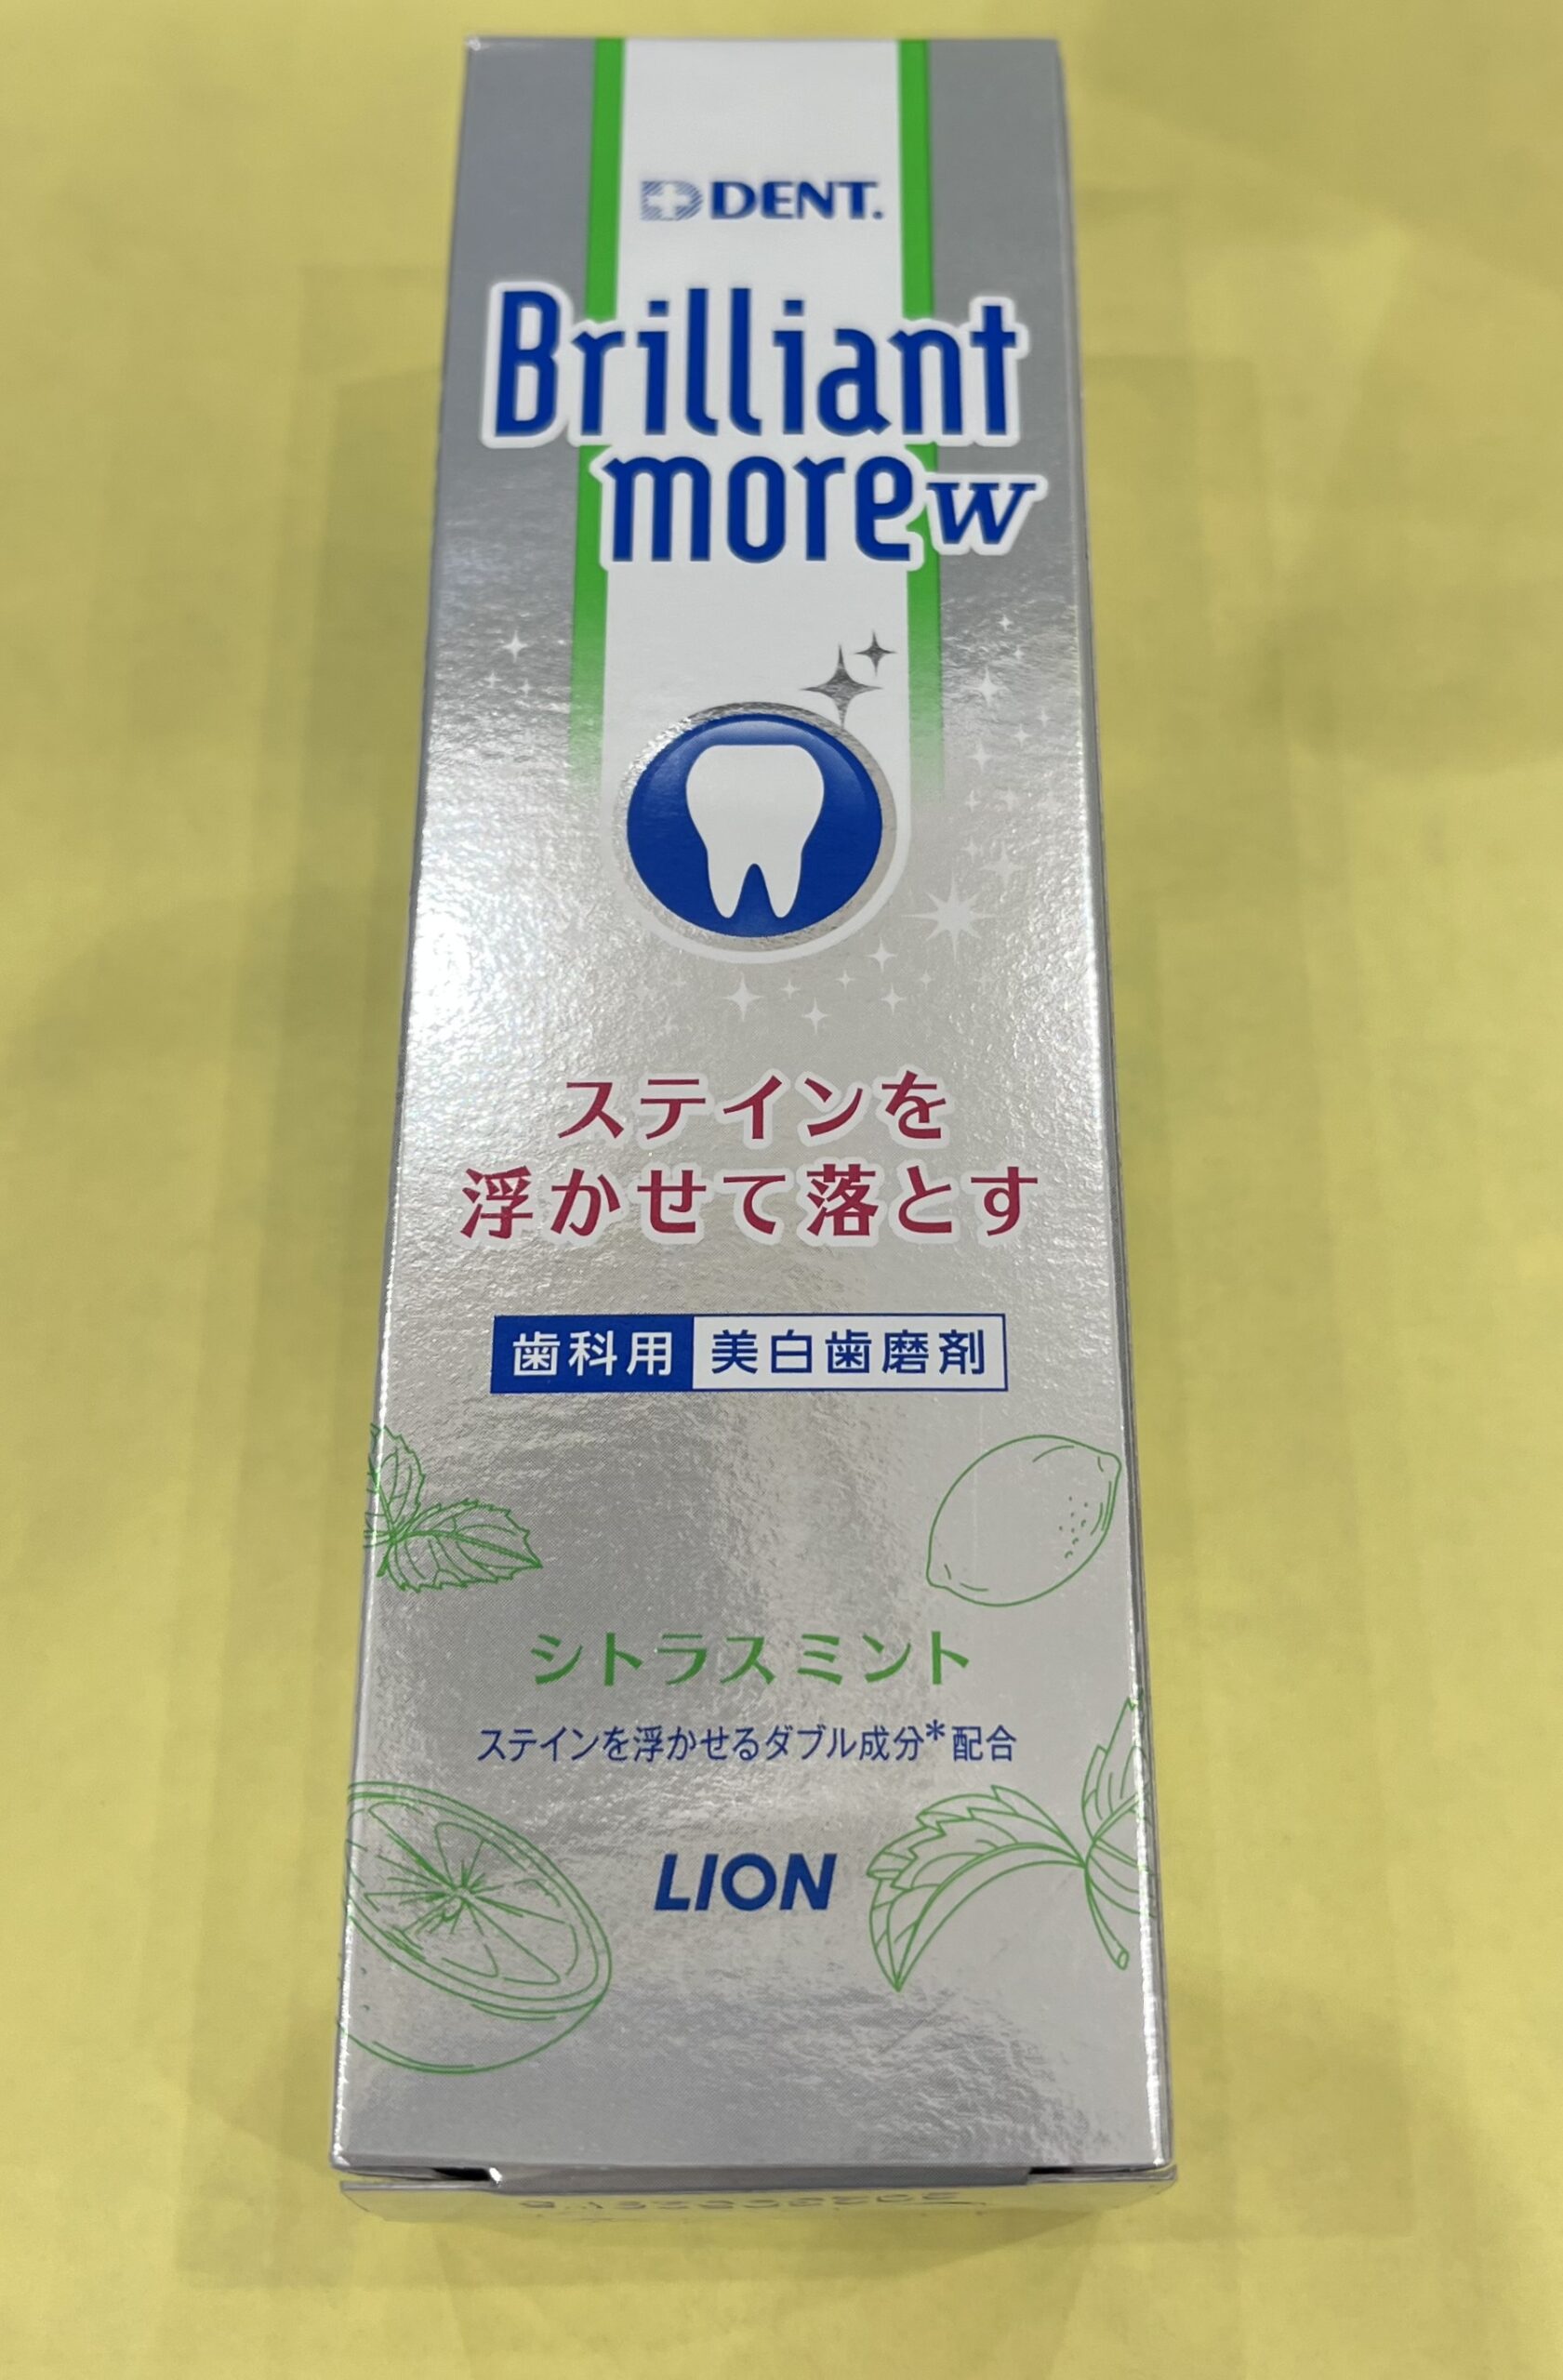 DENT.
Brilliant
more w
ステインを
浮かせて落とす
歯科用 美白歯磨剤
シトラスミント
ステインを浮かせるダブル成分*配合
LION